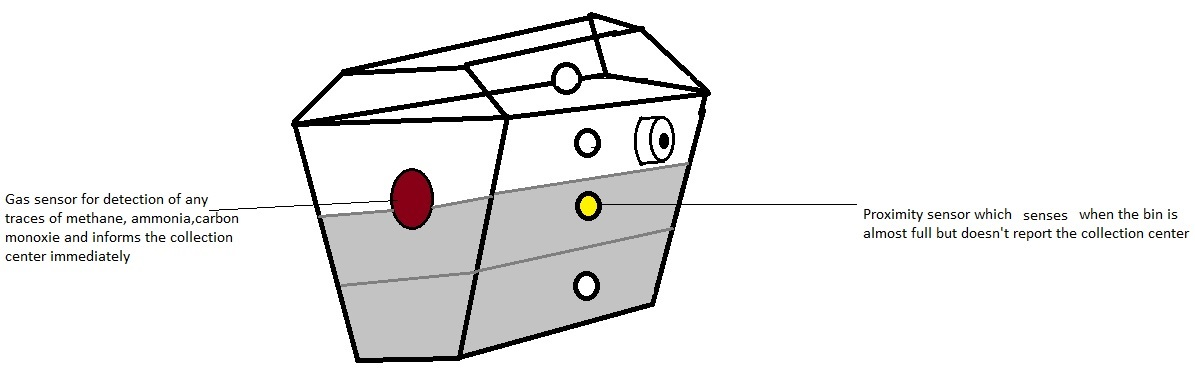 Gas sensor for detection of any
traces of methane, ammonia,carbon
monoxie and informs the collection
center immediately
Proximity sensor which senses when the bin is
almost full but doesn't report the collection center